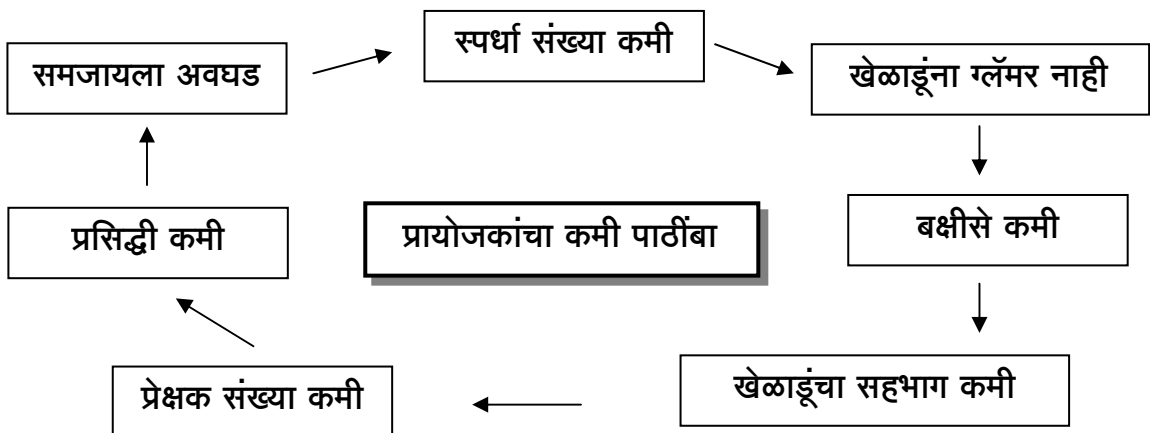 स्पर्धा संख्या कमी
समजायला अवघड
खेळाडूंना ग्लॅमर नाही
प्रसिद्धी कमी
प्रायोजकांचा कमी पाठींबा
बक्षीसे कमी
प्रेक्षक संख्या कमी
खेळाडूंचा सहभाग कमी